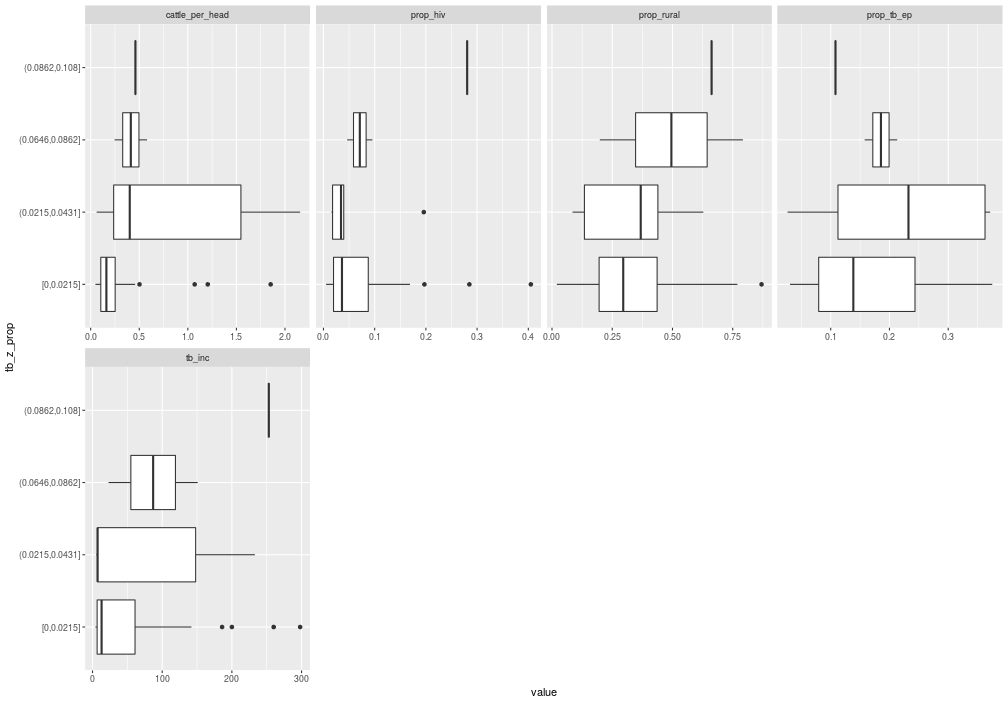 cattle_per_head prop_hiv prop_rural prop_tb_ep
(0.0862,0.108]
(0.0646,0.0862]
(0.0215,0.0431]
[0,0.0215]
0.0 0.5 1.0 1.5 2.0 0.0 0.1 0.2 0.3 0.4 0.00 0.25 0.50 0.75 0.1 0.2 0.3
tb_z_prop
tb_inc
(0.0862,0.108]
(0.0646,0.0862]
(0.0215,0.0431]
[0,0.0215]
0 100 200 300
value